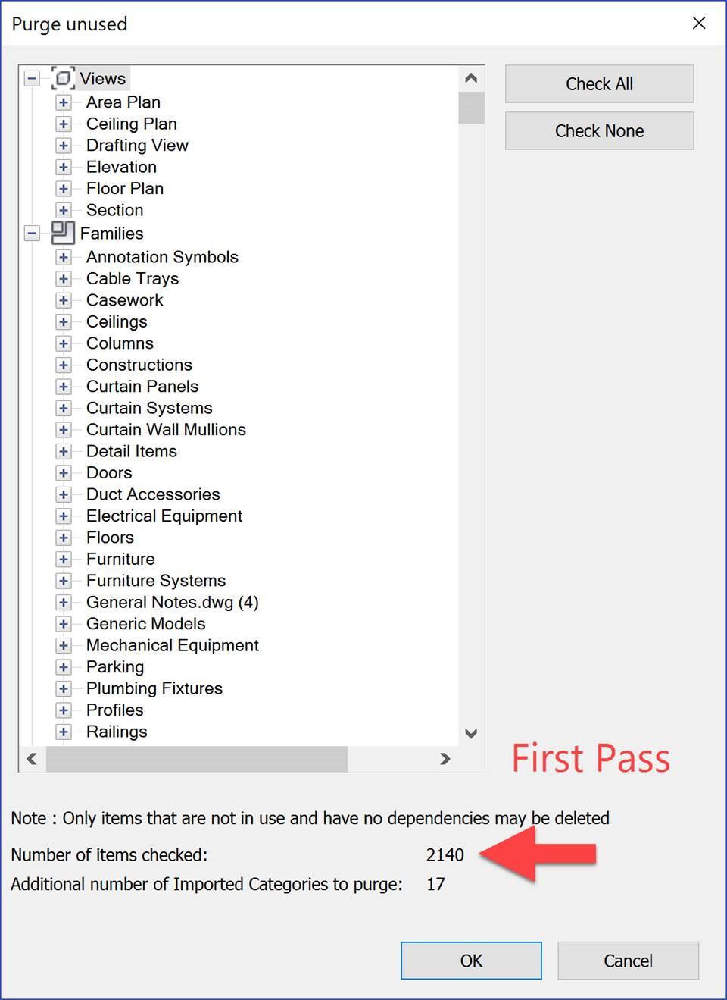 Purge unused
Views
Area Plan
Ceiling Plan
Drafting View
Elevation
Floor Plan
Section
Families
Annotation Symbols
Cable Trays
Casework
Ceilings
Columns
Constructions
Curtain Panels
Curtain Systems
Curtain Wall Mullions
Detail Items
Doors
Duct Accessories
Electrical Equipment
Floors
Furniture
Furniture Systems
General Notes.dwg (4)
Generic Models
Mechanical Equipment
Parking
Plumbing Fixtures
Profiles
Railings
Check All
Check None
First Pass
Note : Only items that are not in use and have no dependencies may be deleted
Number of items checked: 2140
Additional number of Imported Categories to purge: 17
OK Cancel